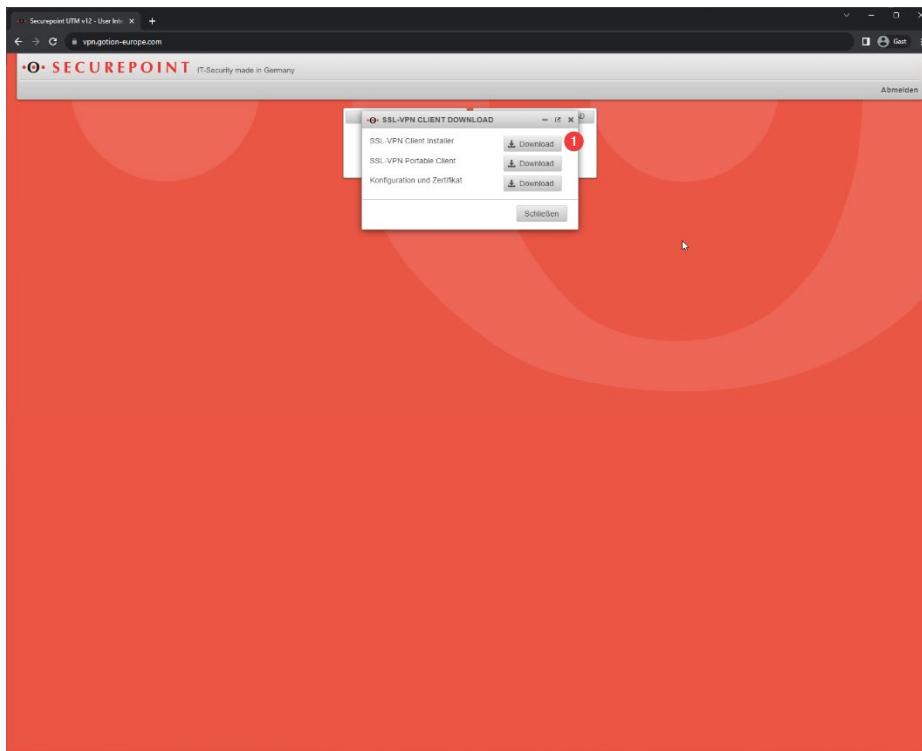 Securepoint UTM v12 - User Inte
vpn.gotion-europe.com
Gast
SECUREPOINT IT-Security made in Germany
Abmelden
SSL-VPN CLIENT DOWNLOAD
SSL-VPN Client Installer Download 1
SSL-VPN Portable Client Download
Konfiguration und Zertifikat Download
Schließen